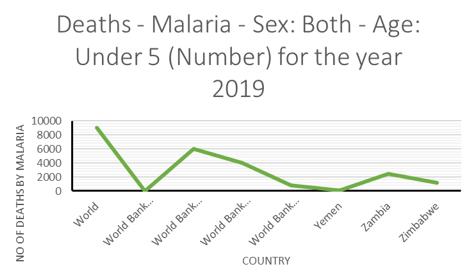 Deaths - Malaria - Sex: Both - Age:
Under 5 (Number) for the year
2019
NO OF DEATHS BY MALARIA
10000
8000
6000
4000
2000
0
World
World Bank...
World Bank...
World Bank...
World Bank...
Yemen
Zambia
Zimbabwe
COUNTRY